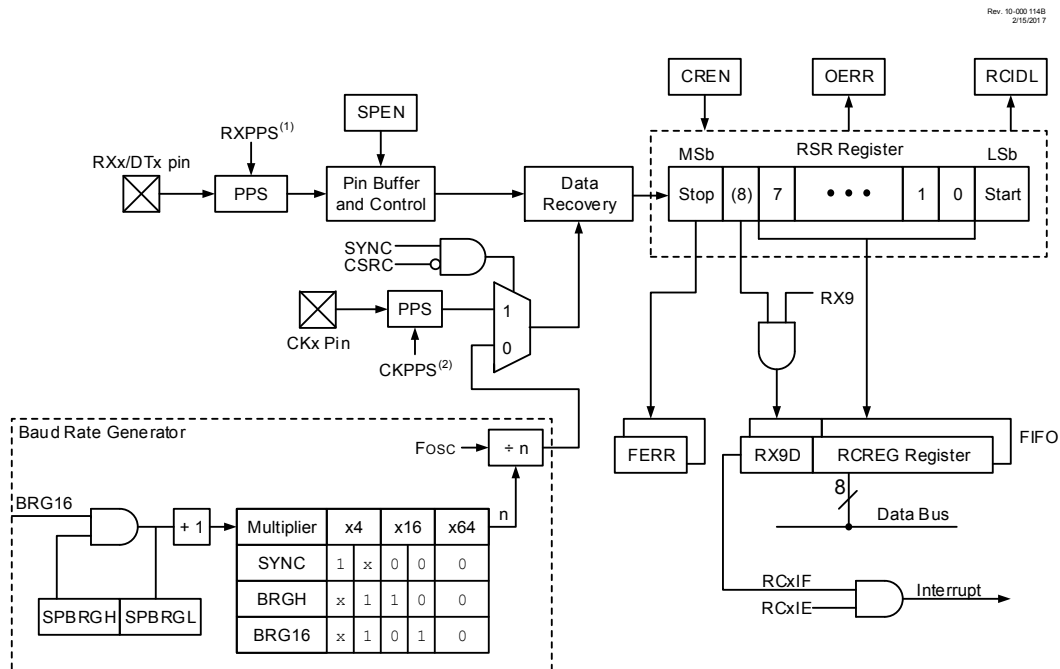 Rev. 10-000 114B
2/15/2017
CREN
OERR
RCIDL
SPEN
RXPPS(1)
RXx/DTx pin
PPS
Pin Buffer
and Control
Data
Recovery
MSb
RSR Register
LSb
Stop (8) 7 • • • 1 0 Start
SYNC
CSRC
PPS
CKx Pin
CKPPS(2)
1
0
RX9
Baud Rate Generator
FOSC
÷ n
n
FERR
RX9D
RCREG Register
FIFO
8
Data Bus
BRG16
+ 1
Multiplier x4 x16 x64
SYNC 1 x 0 0 0
BRGH x 1 1 0 0
BRG16 x 1 0 1 0
SPBRGH SPBRGL
RCxIF
RCxIE
Interrupt